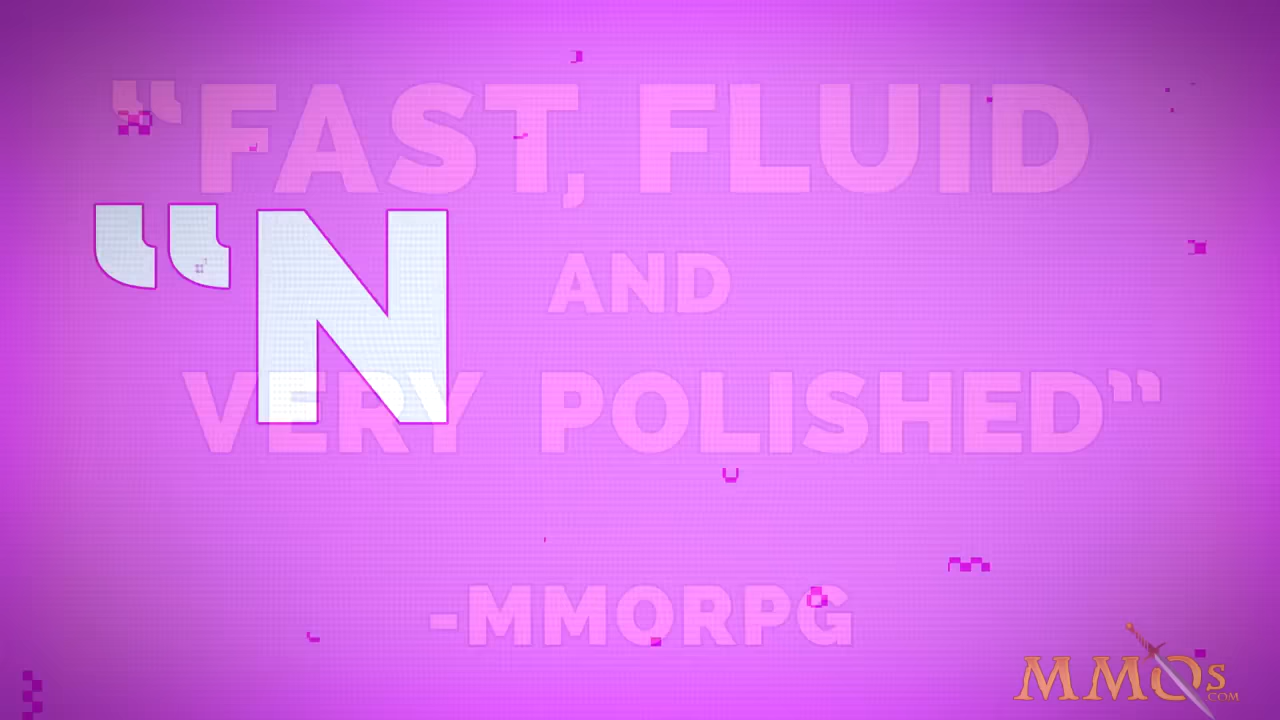 “FAST, FLUID
“N
AND
VERY POLISHED”
-MMORPG
MMOs
.COM